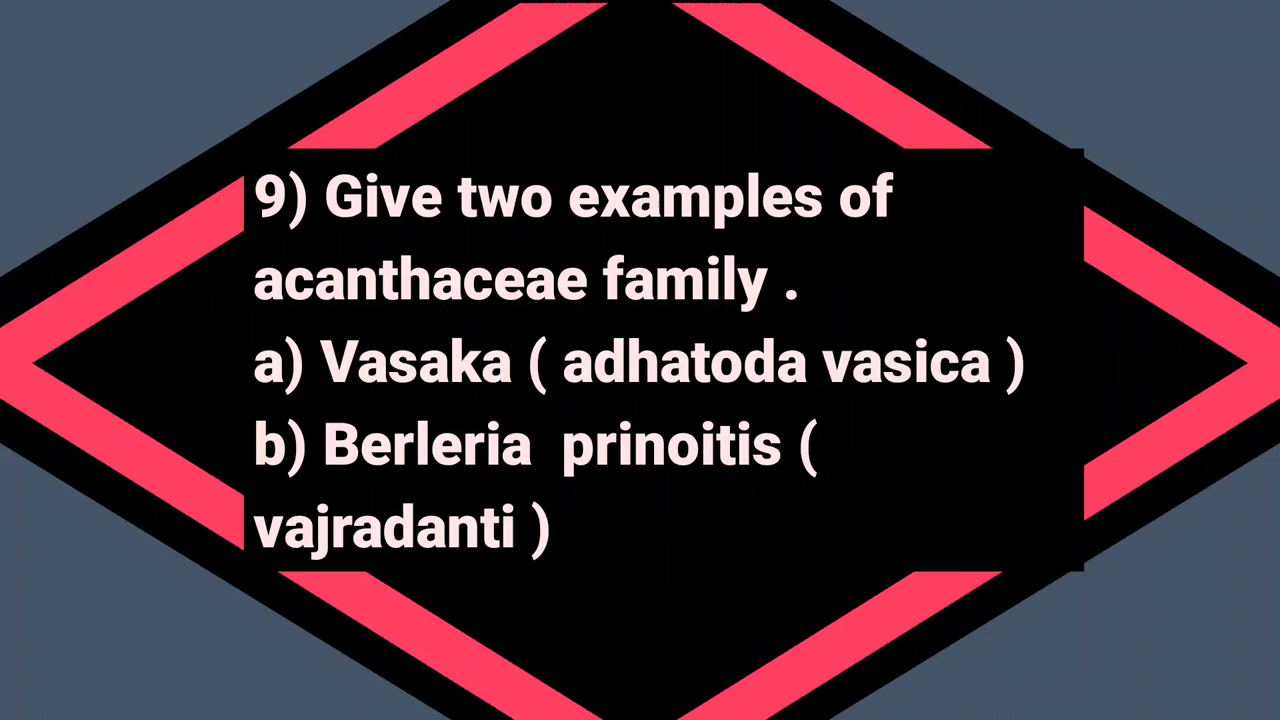 9) Give two examples of
acanthaceae family .
a) Vasaka ( adhatoda vasica )
b) Berleria  prinoitis (
vajradanti )